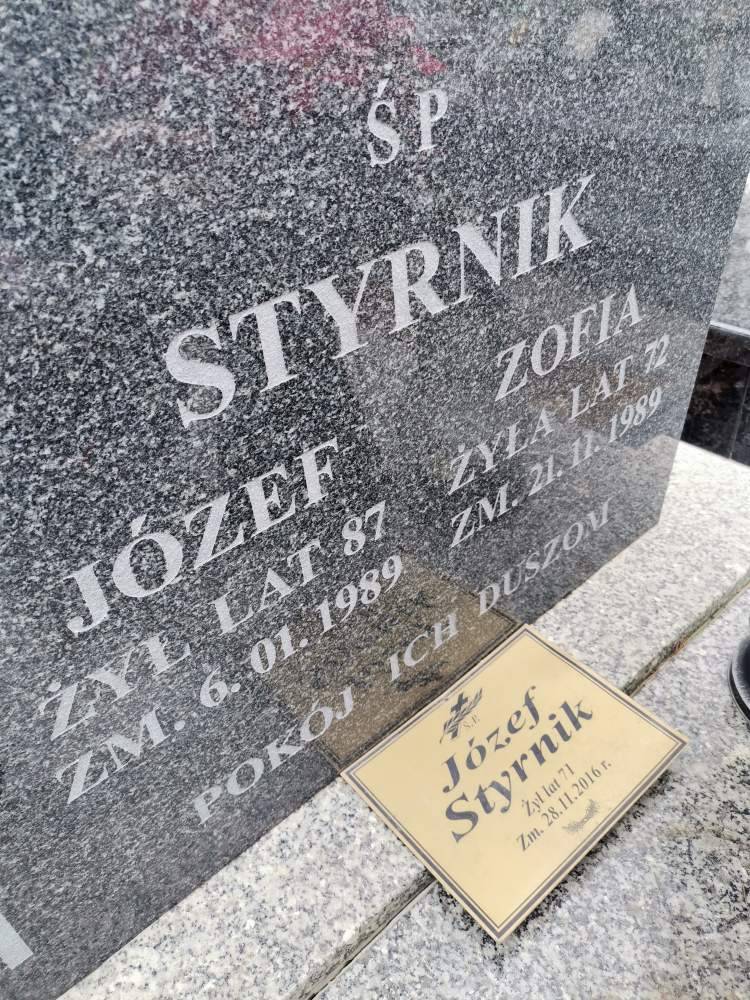 ŚP
STYRNIK
JÓZEF
ŻYŁ LAT 87
ZM. 6. 01. 1989
ZOFIA
ŻYŁA LAT 72
ZM. 21. 11. 1989
POKÓJ ICH DUSZOM
Ś.P.
Józef
Styrnik
Żył lat 71
Zm. 28.11.2016 r.